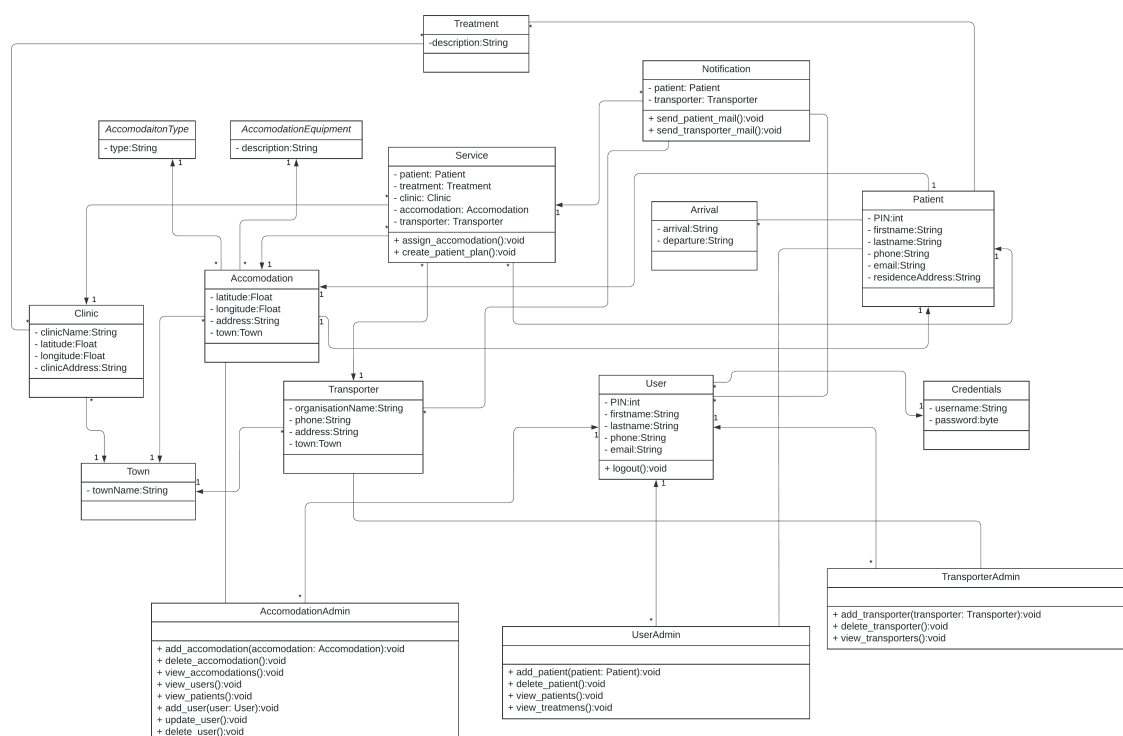 Treatment
-description:String
Notification
- patient: Patient
- transporter: Transporter
+ send_patient_mail():void
+ send_transporter_mail():void
AccomodaitonType
- type:String
AccomodationEquipment
- description:String
Service
- patient: Patient
- treatment: Treatment
- clinic: Clinic
- accomodation: Accomodation
- transporter: Transporter
+ assign_accomodation():void
+ create_patient_plan():void
Arrival
- arrival:String
- departure:String
Patient
- PIN:int
- firstname:String
- lastname:String
- phone:String
- email:String
- residenceAddress:String
Accomodation
- latitude:Float
- longitude:Float
- address:String
- town:Town
Clinic
- clinicName:String
- latitude:Float
- longitude:Float
- clinicAddress:String
Transporter
- organisationName:String
- phone:String
- address:String
- town:Town
User
- PIN:int
- firstname:String
- lastname:String
- phone:String
- email:String
+ logout():void
Credentials
- username:String
- password:byte
Town
- townName:String
TransporterAdmin
+ add_transporter(transporter: Transporter):void
+ delete_transporter():void
+ view_transporters():void
AccomodationAdmin
+ add_accomodation(accomodation: Accomodation):void
+ delete_accomodation():void
+ view_accomodations():void
+ view_users():void
+ view_patients():void
+ add_user(user: User):void
+ update_user():void
+ delete_user():void
UserAdmin
+ add_patient(patient: Patient):void
+ delete_patient():void
+ view_patients():void
+ view_treatmens():void